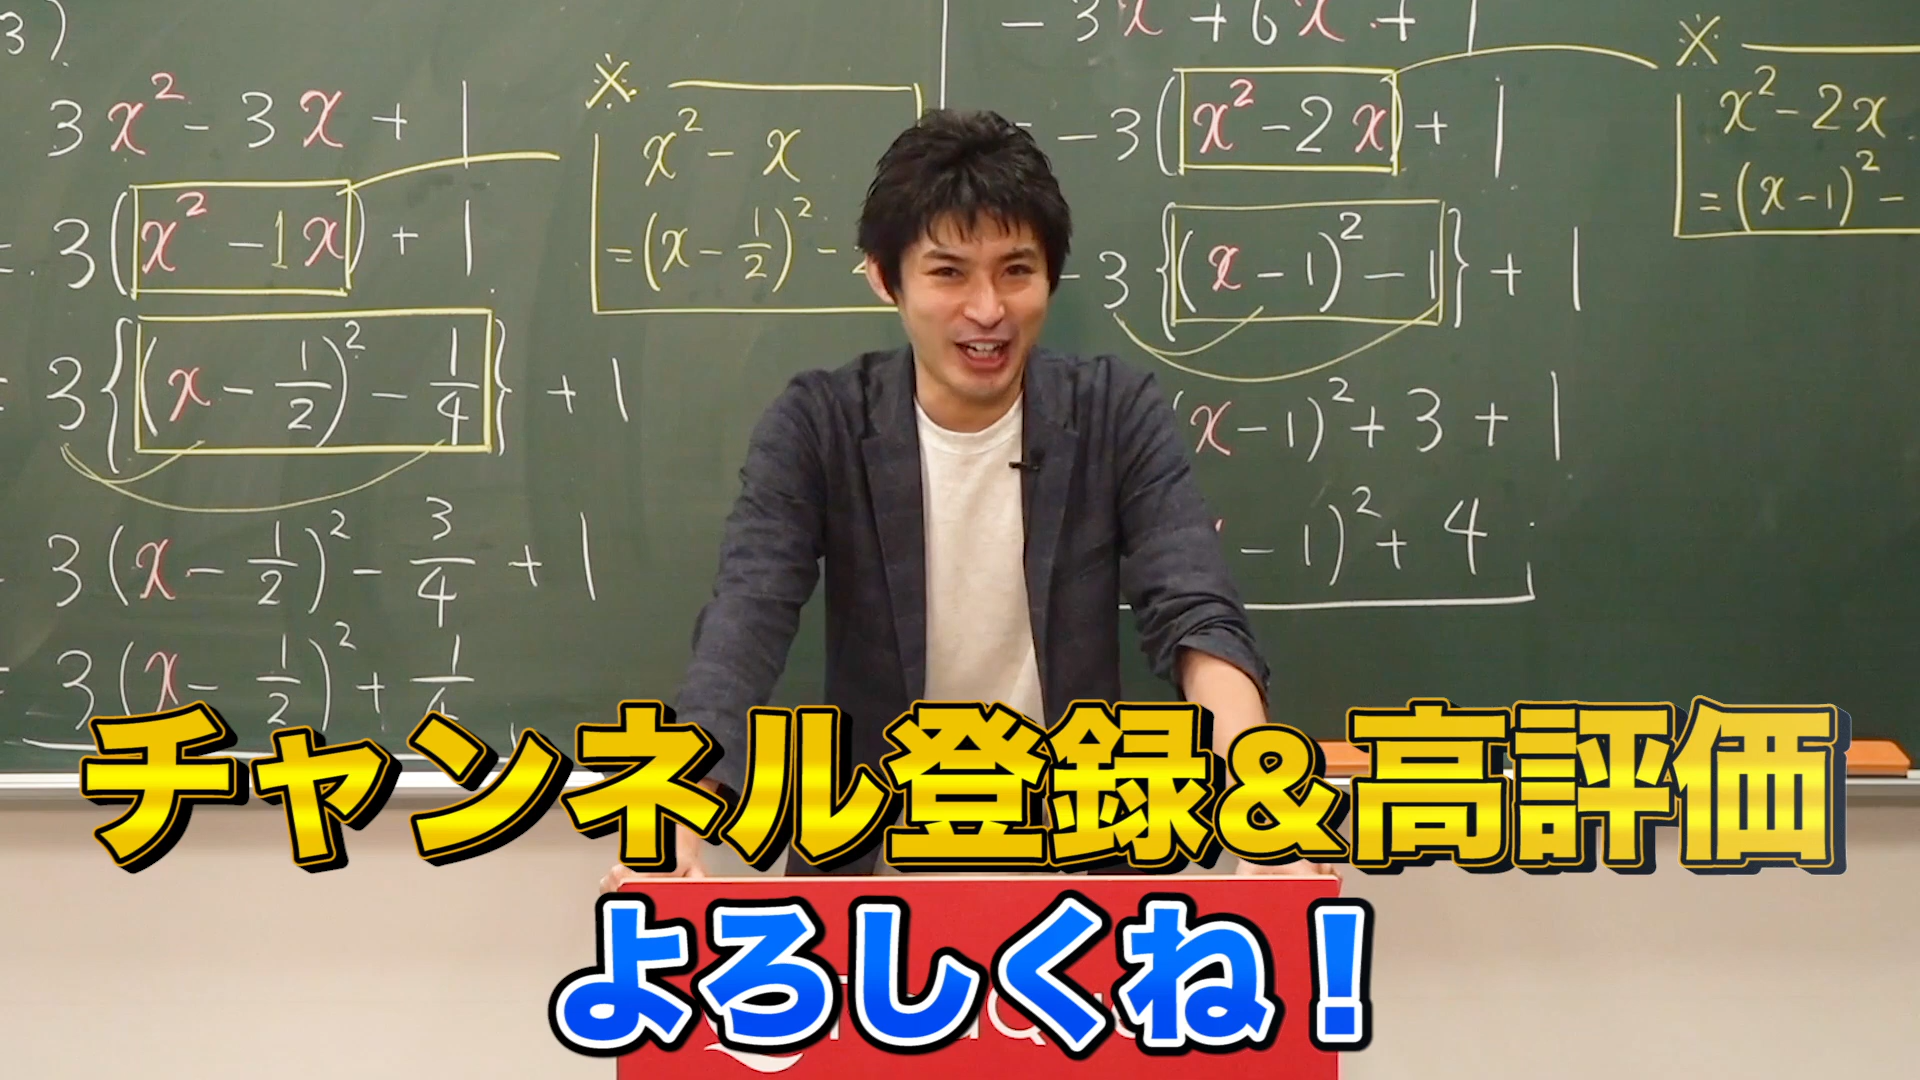 3)
3x² - 3x + 1
= 3(x² - 1x) + 1
= 3{(x - 1/2)² - 1/4} + 1
= 3(x - 1/2)² - 3/4 + 1
= 3(x - 1/2)² + 1/4
※
x² - x
= (x - 1/2)² -
- 3x + 6x + 1
= -3(x² - 2x) + 1
-3{(x - 1)² - 1} + 1
(x - 1)² + 3 + 1
- 1)² + 4
※
x² - 2x
= (x - 1)² -
チャンネル登録&高評価
よろしくね!